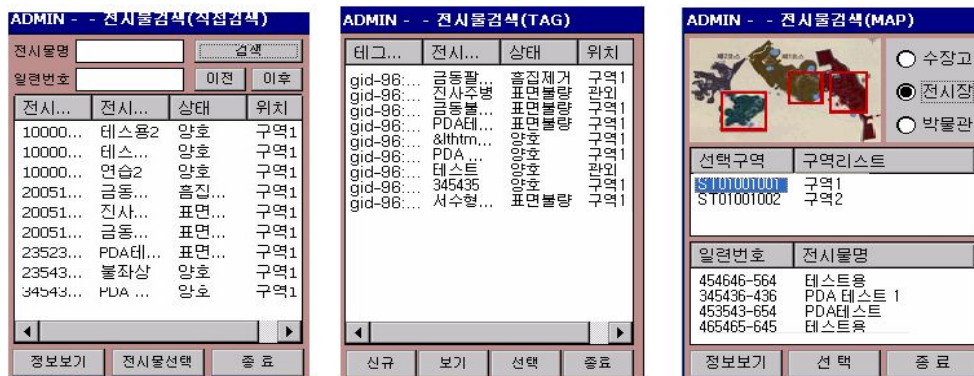 ADMIN - - 전시물검색(직접검색)
전시물명
검색
일련번호
이전 이후
전시... 전시... 상태 위치
10000... 테스용2 양호 구역1
10000... 테스... 양호 구역1
10000... 연습2 양호 구역1
20051... 금동... 흠집... 구역1
20051... 진사... 표면... 구역1
20051... 금동... 표면... 구역1
23523... PDA테... 표면... 구역1
23543... 불좌상 양호 구역1
34543... PDA ... 양호 구역1
정보보기 전시물선택 종 료
ADMIN - - 전시물검색(TAG)
테그... 전시... 상태 위치
gid-96:... 금동팔... 흠집제거 구역1
gid-96:... 진사주병 표면불량 관외
gid-96:... 금동불... 표면불량 구역1
gid-96:... PDA테... 표면불량 구역1
gid-96:... &lthtm... 양호 구역1
gid-96:... PDA ... 양호 구역1
gid-96:... 테스트 양호 관외
gid-96:... 345435 양호 구역1
gid-96:... 서수형... 표면불량 구역1
신규 보기 선택 종료
ADMIN - - 전시물검색(MAP)
수장고
전시장
박물관
선택구역 구역리스트
ST01001001 구역1
ST01001002 구역2
일련번호 전시물명
454646-564 테스트용
345436-436 PDA 테스트 1
453543-654 PDA테스트
465465-645 테스트용
정보보기 선 택 종 료